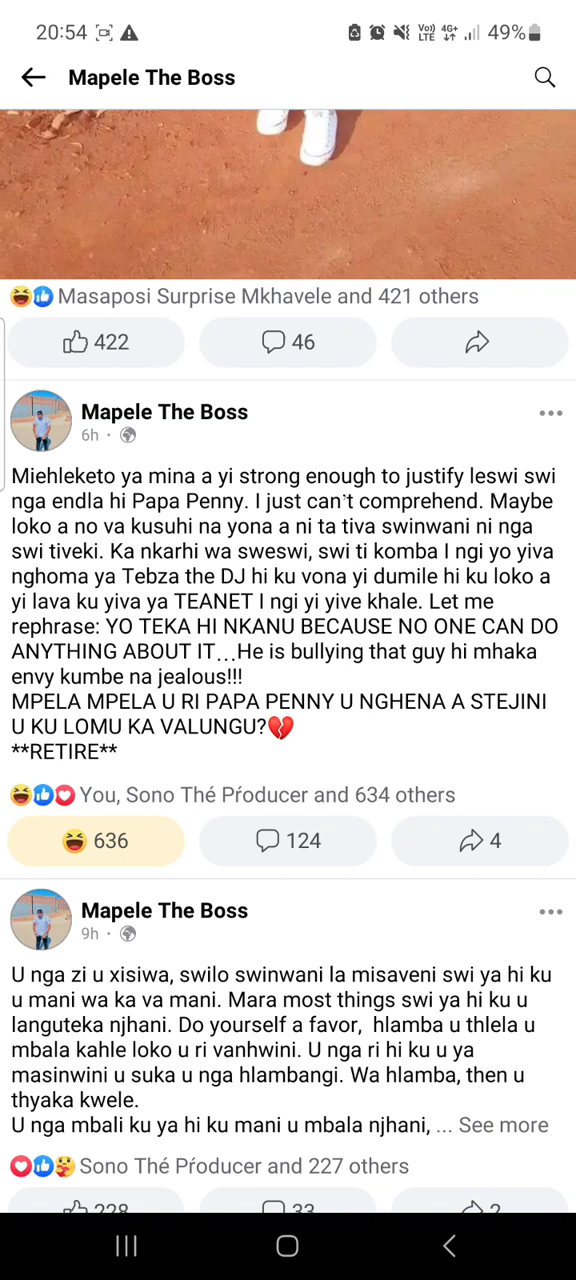 20:54
Vo)) LTE 4G+ 49%
Mapele The Boss
Masaposi Surprise Mkhavele and 421 others
422 46
Mapele The Boss
6h ·
Miehleketo ya mina a yi strong enough to justify leswi swi
nga endla hi Papa Penny. I just can't comprehend. Maybe
loko a no va kusuhi na yona a ni ta tiva swinwani ni nga
swi tiveki. Ka nkarhi wa sweswi, swi ti komba I ngi yo yiva
nghoma ya Tebza the DJ hi ku vona yi dumile hi ku loko a
yi lava ku yiva ya TEANET I ngi yi yive khale. Let me
rephrase: YO TEKA HI NKANU BECAUSE NO ONE CAN DO
ANYTHING ABOUT IT...He is bullying that guy hi mhaka
envy kumbe na jealous!!!
MPELA MPELA U RI PAPA PENNY U NGHENA A STEJINI
U KU LOMU KA VALUNGU?💔
**RETIRE**
You, Sono Thé Pŕoducer and 634 others
636 124 4
Mapele The Boss
9h ·
U nga zi u xisiwa, swilo swinwani la misaveni swi ya hi ku
u mani wa ka va mani. Mara most things swi ya hi ku u
languteka njhani. Do yourself a favor, hlamba u thlela u
mbala kahle loko u ri vanhwini. U nga ri hi ku u ya
masinwini u suka u nga hlambangi. Wa hlamba, then u
thyaka kwele.
U nga mbali ku ya hi ku mani u mbala njhani, ... See more
Sono Thé Pŕoducer and 227 others
228 33 2